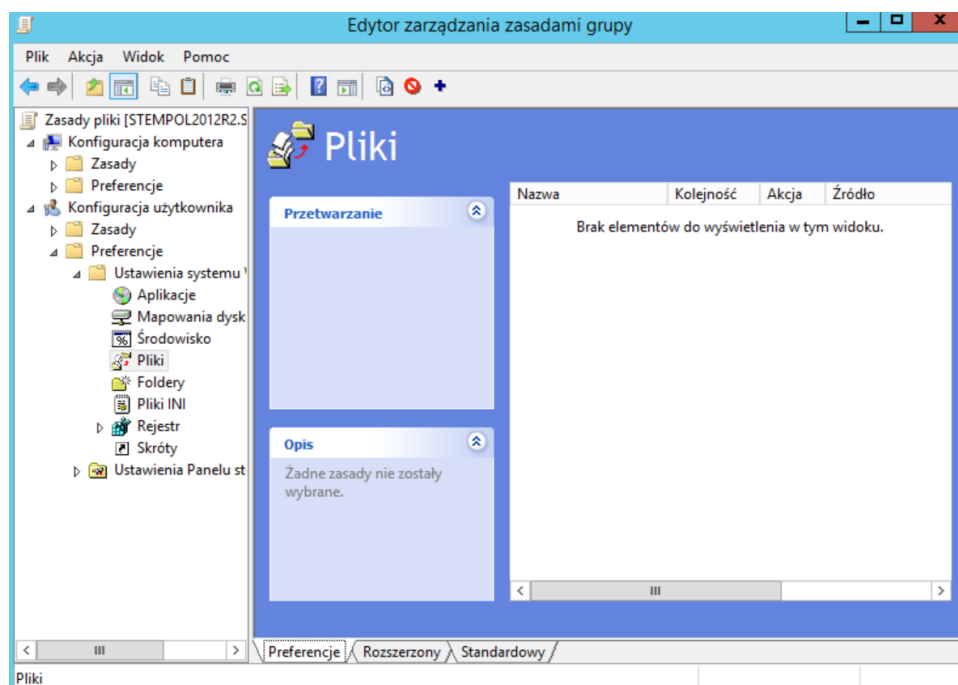 Edytor zarządzania zasadami grupy
Plik Akcja Widok Pomoc
Zasady pliki [STEMPOL2012R2.S
Konfiguracja komputera
Zasady
Preferencje
Konfiguracja użytkownika
Zasady
Preferencje
Ustawienia systemu
Aplikacje
Mapowania dysk
Środowisko
Pliki
Foldery
Pliki INI
Rejestr
Skróty
Ustawienia Panelu st
Pliki
Przetwarzanie
Opis
Żadne zasady nie zostały
wybrane.
Nazwa Kolejność Akcja Źródło
Brak elementów do wyświetlenia w tym widoku.
Preferencje Rozszerzony Standardowy
Pliki